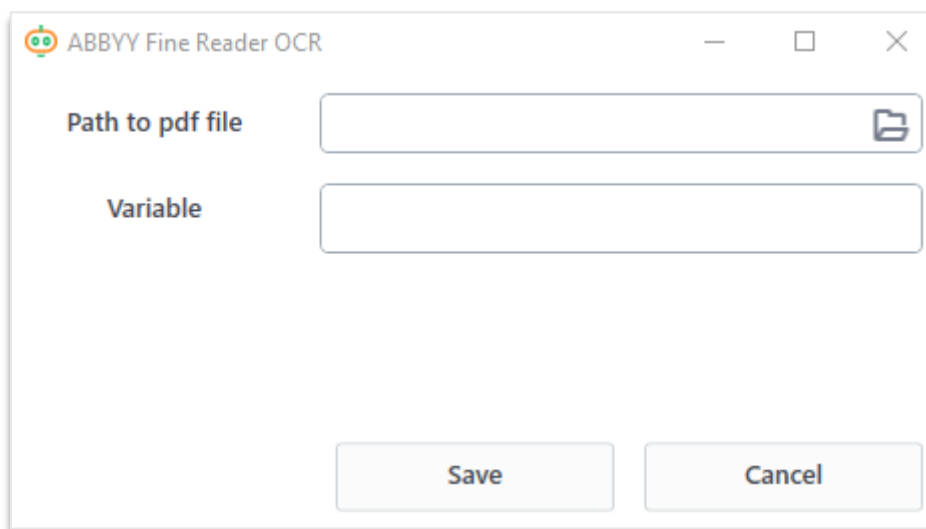 ABBYY Fine Reader OCR
Path to pdf file
Variable
Save Cancel